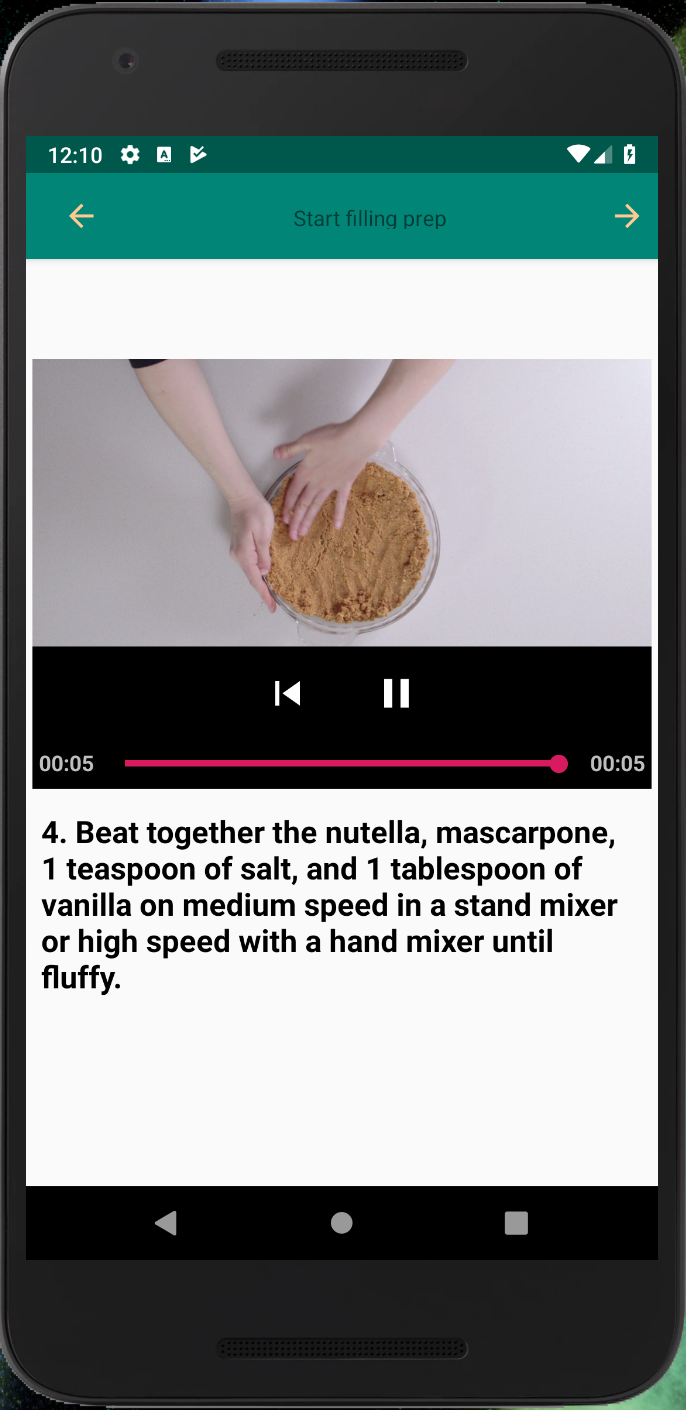 12:10
Start filling prep
00:05
00:05
4. Beat together the nutella, mascarpone,
1 teaspoon of salt, and 1 tablespoon of
vanilla on medium speed in a stand mixer
or high speed with a hand mixer until
fluffy.